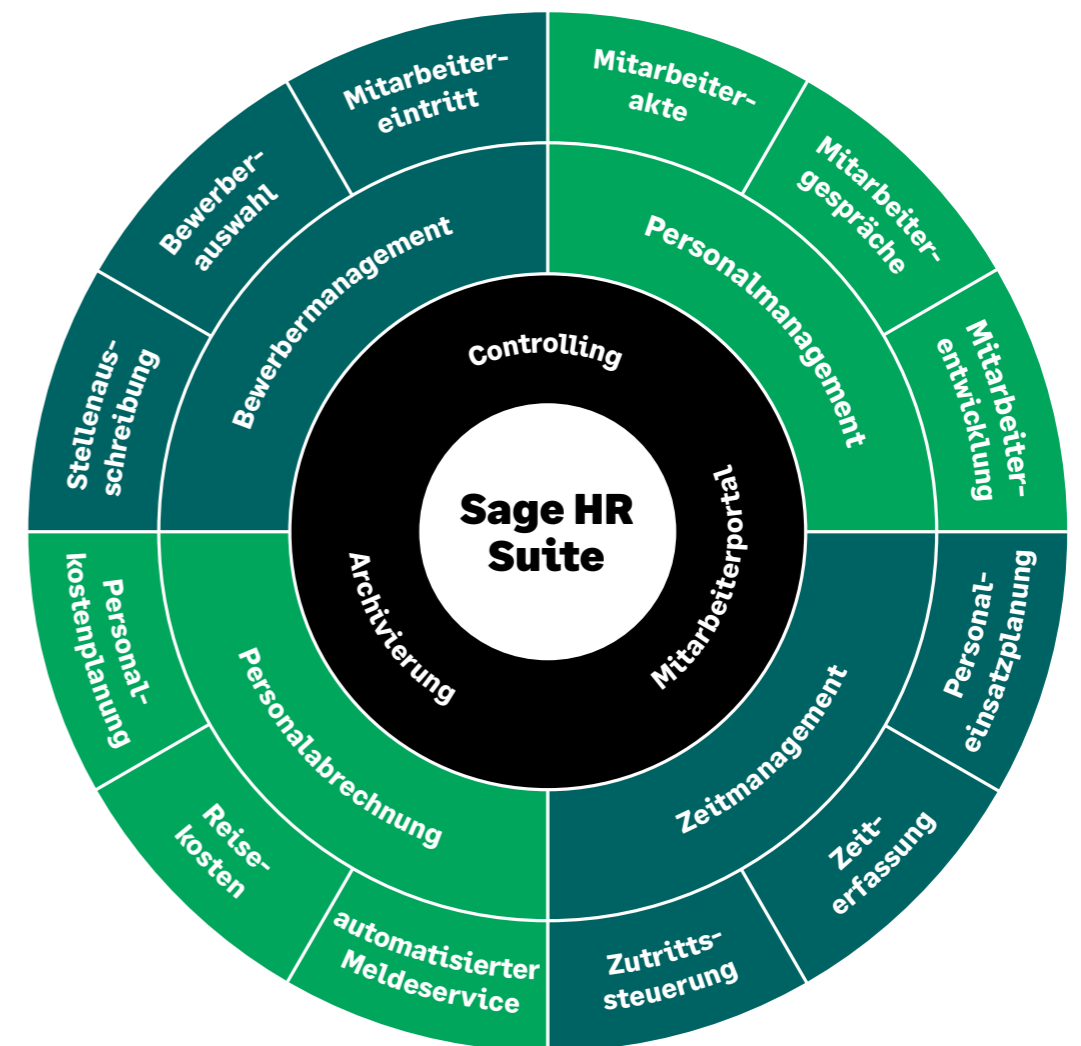 Mitarbeiter-
eintritt
Mitarbeiter-
akte
Bewerber-
auswahl
Mitarbeiter-
gespräche
Stellenaus-
schreibung
Mitarbeiter-
entwicklung
Bewerbermanagement
Personalmanagement
Controlling
Sage HR
Suite
Mitarbeiterportal
Archivierung
Personal-
kostenplanung
Personal-
einsatzplanung
Personalabrechnung
Zeitmanagement
Reise-
kosten
Zeit-
erfassung
automatisierter
Meldeservice
Zutritts-
steuerung